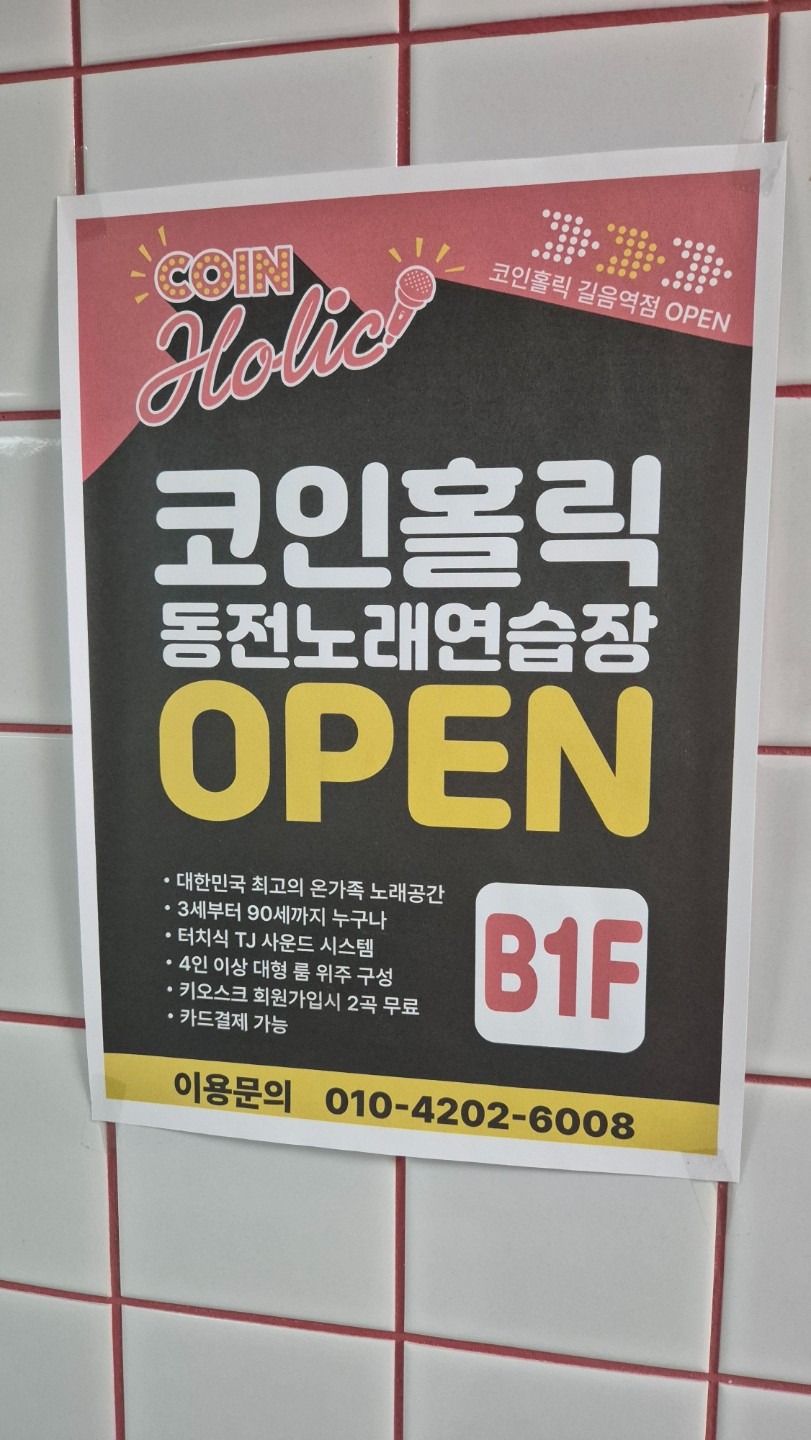 COIN
Holic
코인홀릭 길음역점 OPEN
코인홀릭
동전노래연습장
OPEN
• 대한민국 최고의 온가족 노래공간
• 3세부터 90세까지 누구나
• 터치식 TJ 사운드 시스템
• 4인 이상 대형 룸 위주 구성
• 키오스크 회원가입시 2곡 무료
• 카드결제 가능
B1F
이용문의 010-4202-6008